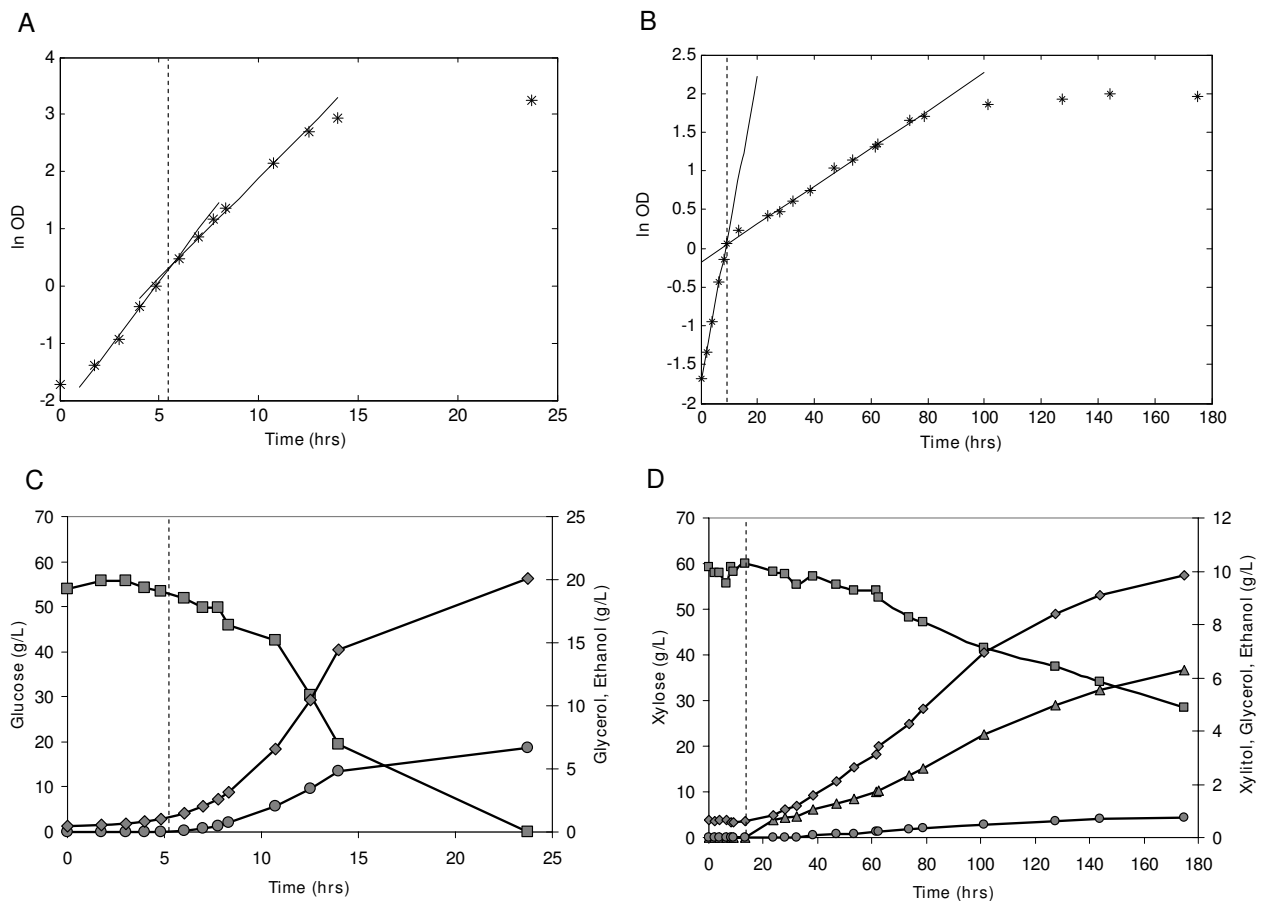 A
B
4
3
2
1
0
-1
-2
ln OD
0 5 10 15 20 25
Time (hrs)
2.5
2
1.5
1
0.5
0
-0.5
-1
-1.5
-2
ln OD
0 20 40 60 80 100 120 140 160 180
Time (hrs)
C
D
70
60
50
40
30
20
10
0
Glucose (g/L)
25
20
15
10
5
0
Glycerol, Ethanol (g/L)
0 5 10 15 20 25
Time (hrs)
70
60
50
40
30
20
10
0
Xylose (g/L)
12
10
8
6
4
2
0
Xylitol, Glycerol, Ethanol (g/L)
0 20 40 60 80 100 120 140 160 180
Time (hrs)